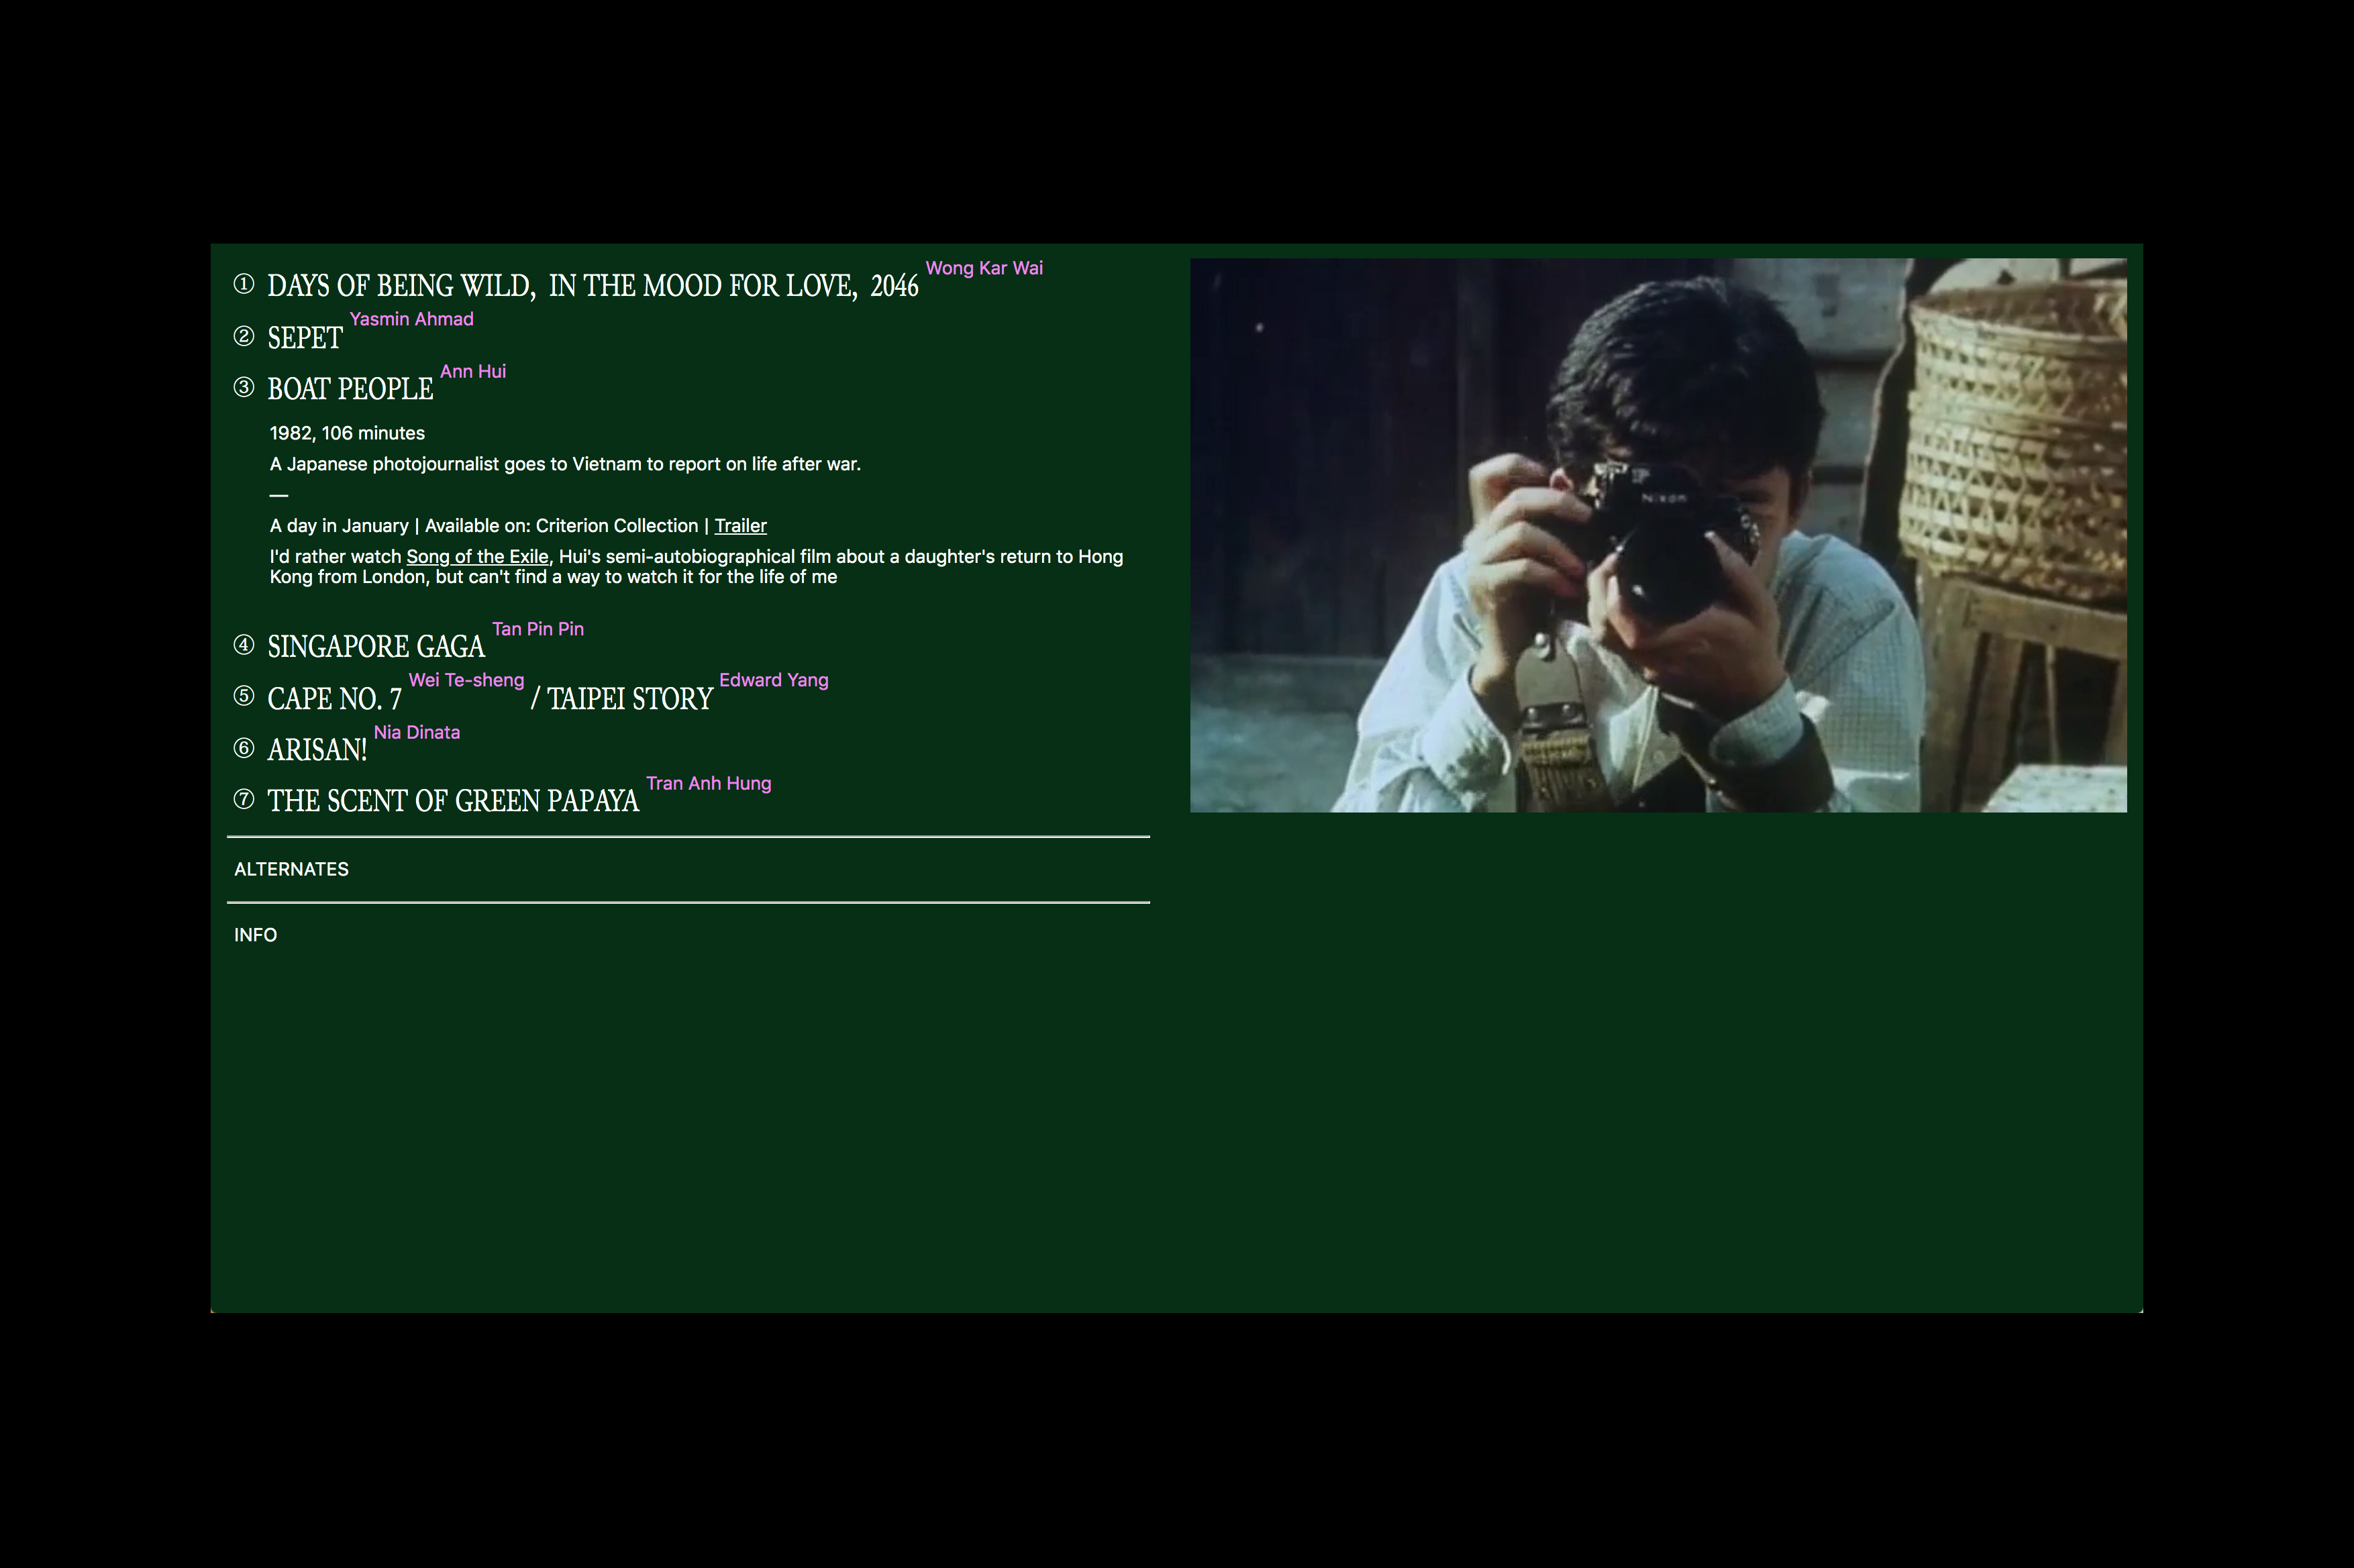 ① DAYS OF BEING WILD, IN THE MOOD FOR LOVE, 2046 Wong Kar Wai
② SEPET Yasmin Ahmad
③ BOAT PEOPLE Ann Hui
1982, 106 minutes
A Japanese photojournalist goes to Vietnam to report on life after war.
—
A day in January | Available on: Criterion Collection | Trailer
I'd rather watch Song of the Exile, Hui's semi-autobiographical film about a daughter's return to Hong
Kong from London, but can't find a way to watch it for the life of me
④ SINGAPORE GAGA Tan Pin Pin
⑤ CAPE NO. 7 Wei Te-sheng / TAIPEI STORY Edward Yang
⑥ ARISAN! Nia Dinata
⑦ THE SCENT OF GREEN PAPAYA Tran Anh Hung
ALTERNATES
INFO
Nikon